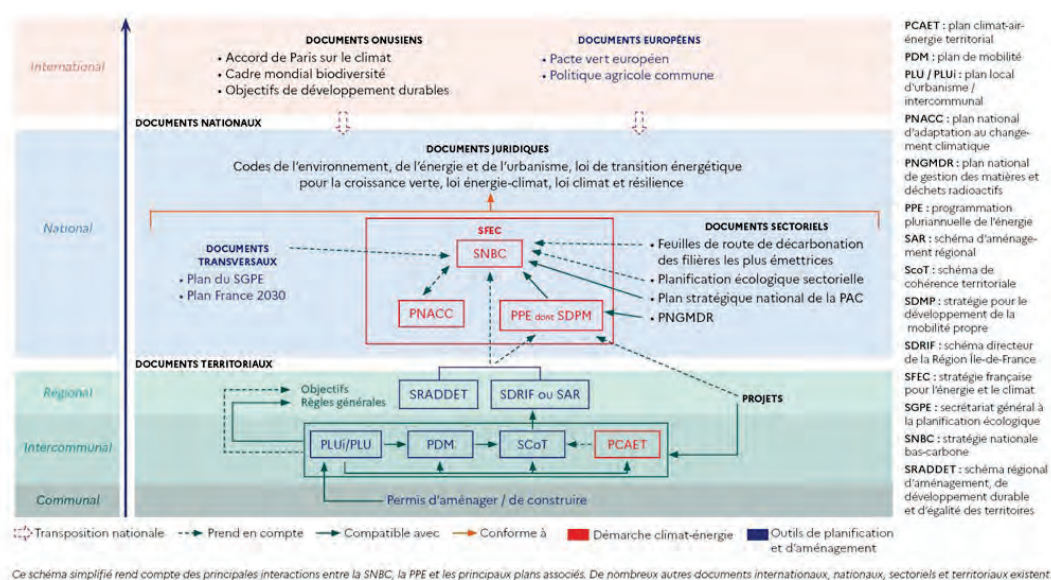 DOCUMENTS ONUSIENS
• Accord de Paris sur le climat
• Cadre mondial biodiversité
• Objectifs de développement durables
DOCUMENTS EUROPÉENS
• Pacte vert européen
• Politique agricole commune
International
DOCUMENTS NATIONAUX
DOCUMENTS JURIDIQUES
Codes de l'environnement, de l'énergie et de l'urbanisme, loi de transition énergétique
pour la croissance verte, loi énergie-climat, loi climat et résilience
National
DOCUMENTS
TRANSVERSAUX
• Plan du SGPE
• Plan France 2030
SFEC
SNBC
PNACC
PPE dont SDPM
DOCUMENTS SECTORIELS
• Feuilles de route de décarbonation
des filières les plus émettrices
• Planification écologique sectorielle
• Plan stratégique national de la PAC
• PNGMDR
DOCUMENTS TERRITORIAUX
Régional
Objectifs
Règles générales
SRADDET
SDRIF ou SAR
PROJETS
Intercommunal
PLUi/PLU
PDM
SCoT
PCAET
Communal
Permis d'aménager / de construire
Transposition nationale
Prend en compte
Compatible avec
Conforme à
Démarche climat-énergie
Outils de planification
et d'aménagement
PCAET : plan climat-air-
énergie territorial
PDM : plan de mobilité
PLU / PLUi : plan local
d'urbanisme /
intercommunal
PNACC : plan national
d'adaptation au change-
ment climatique
PNGMDR : plan national
de gestion des matières et
déchets radioactifs
PPE : programmation
pluriannuelle de l'énergie
SAR : schéma d'aménage-
ment régional
ScoT : schéma de
cohérence territoriale
SDMP : stratégie pour le
développement de la
mobilité propre
SDRIF : schéma directeur
de la Région Île-de-France
SFEC : stratégie française
pour l'énergie et le climat
SGPE : secrétariat général à
la planification écologique
SNBC : stratégie nationale
bas-carbone
SRADDET : schéma régional
d'aménagement, de
développement durable
et d'égalité des territoires
Ce schéma simplifié rend compte des principales interactions entre la SNBC, la PPE et les principaux plans associés. De nombreux autres documents internationaux, nationaux, sectoriels et territoriaux existent